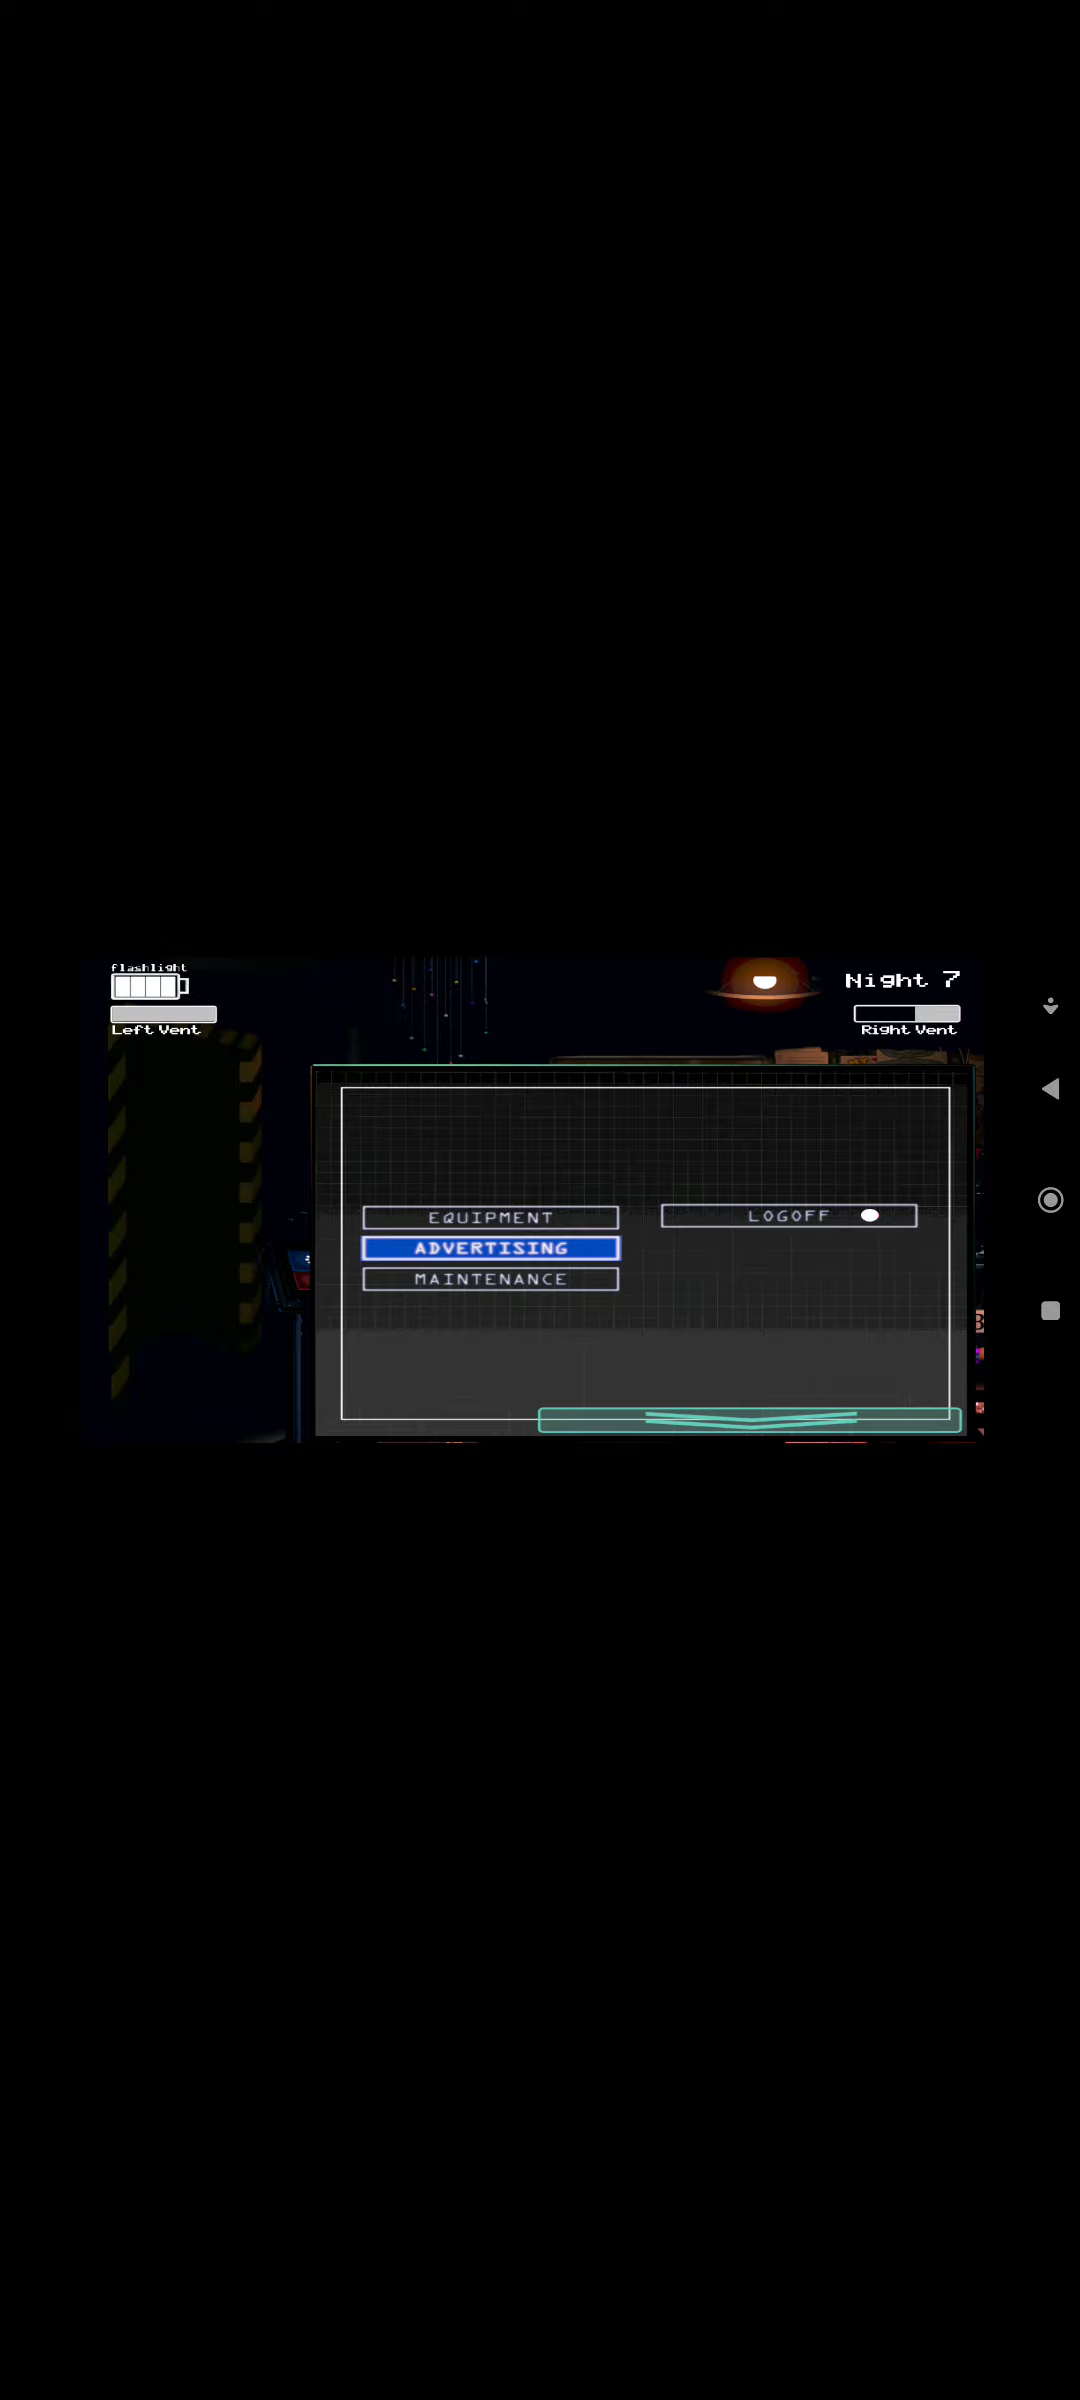 flashlight
Night 7
Left Vent
Right Vent
EQUIPMENT
LOGOFF
ADVERTISING
MAINTENANCE